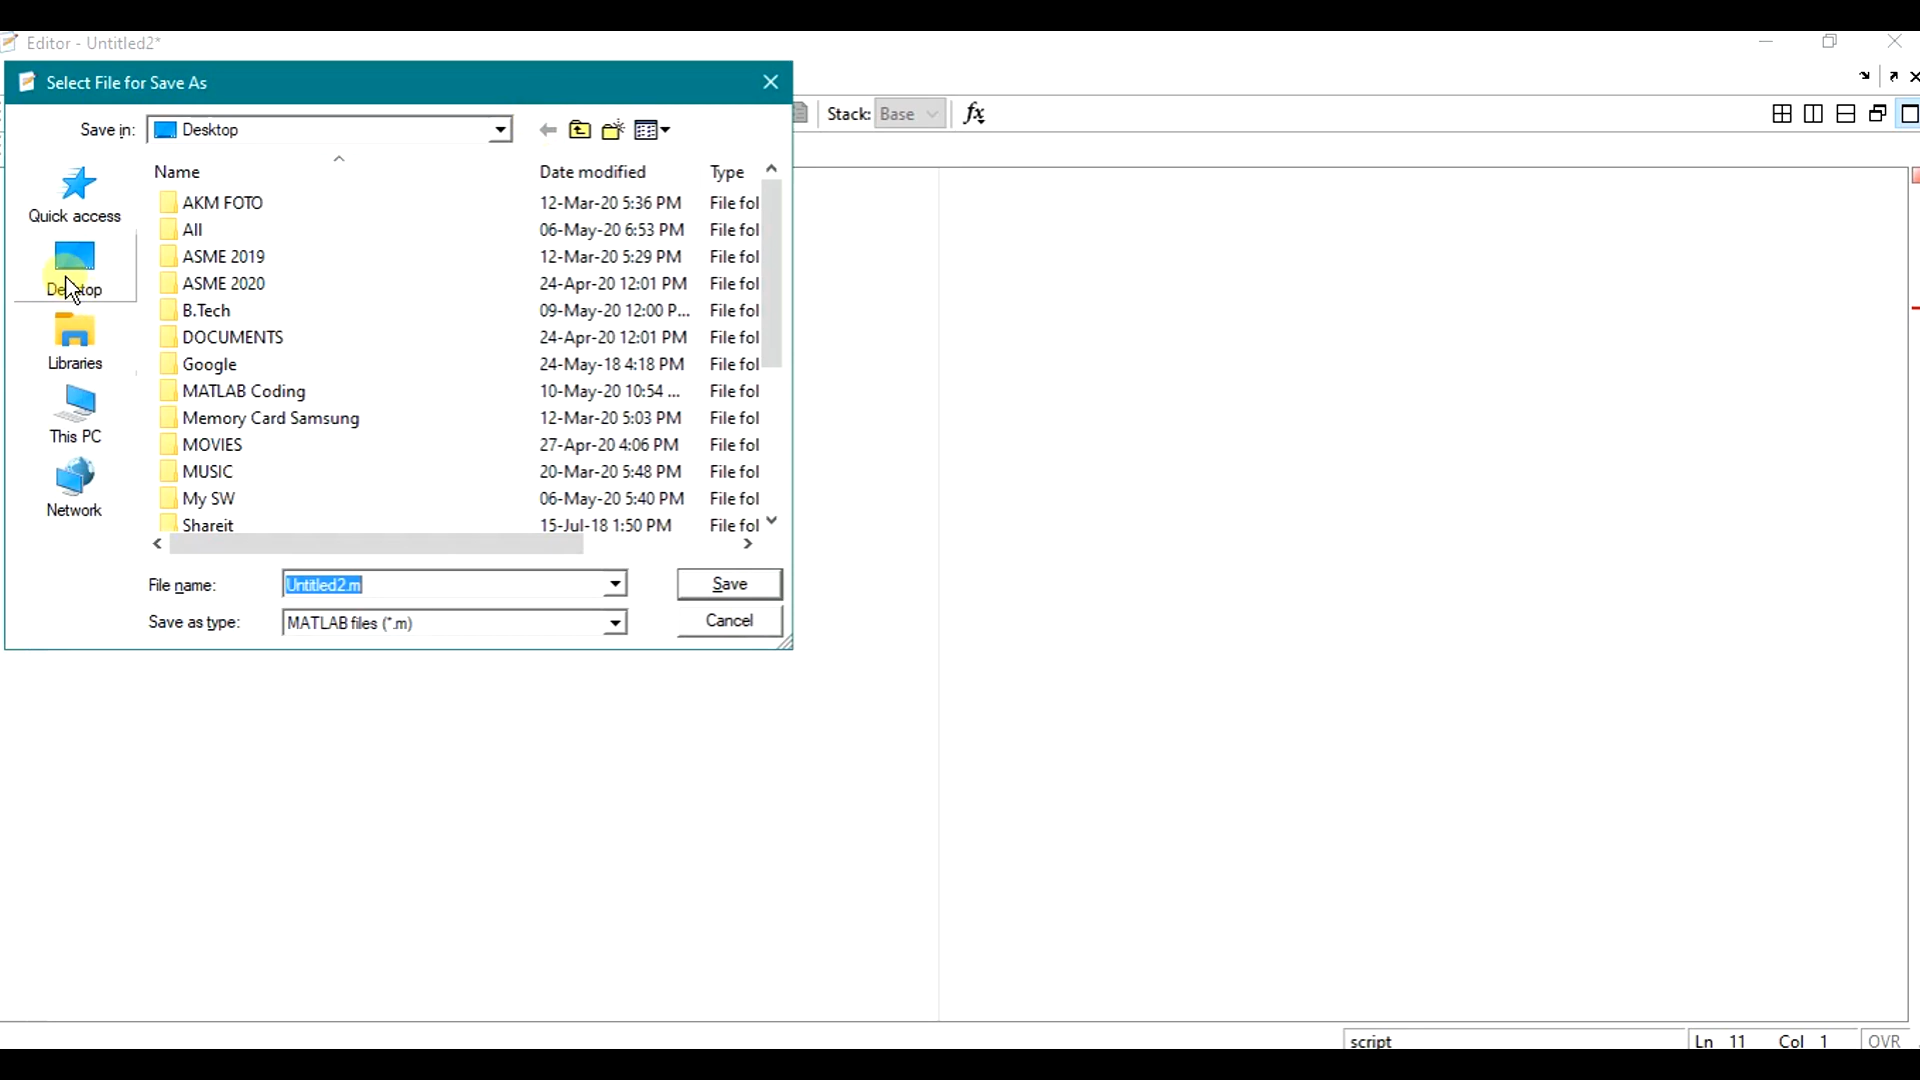 Editor - Untitled2*
Select File for Save As
Stack: Base fx
Save in: Desktop
Name Date modified Type
Quick access
Desktop
Libraries
This PC
Network
AKM FOTO 12-Mar-20 5:36 PM File fol
All 06-May-20 6:53 PM File fol
ASME 2019 12-Mar-20 5:29 PM File fol
ASME 2020 24-Apr-20 12:01 PM File fol
B.Tech 09-May-20 12:00 P... File fol
DOCUMENTS 24-Apr-20 12:01 PM File fol
Google 24-May-18 4:18 PM File fol
MATLAB Coding 10-May-20 10:54 ... File fol
Memory Card Samsung 12-Mar-20 5:03 PM File fol
MOVIES 27-Apr-20 4:06 PM File fol
MUSIC 20-Mar-20 5:48 PM File fol
My SW 06-May-20 5:40 PM File fol
Shareit 15-Jul-18 1:50 PM File fol
File name: Untitled2.m Save
Save as type: MATLAB files (*.m) Cancel
script Ln 11 Col 1 OVR